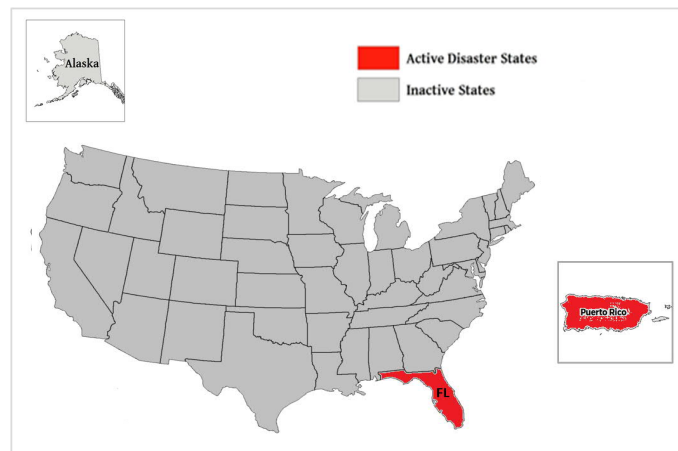 Alaska
Active Disaster States
Inactive States
Puerto Rico
FL